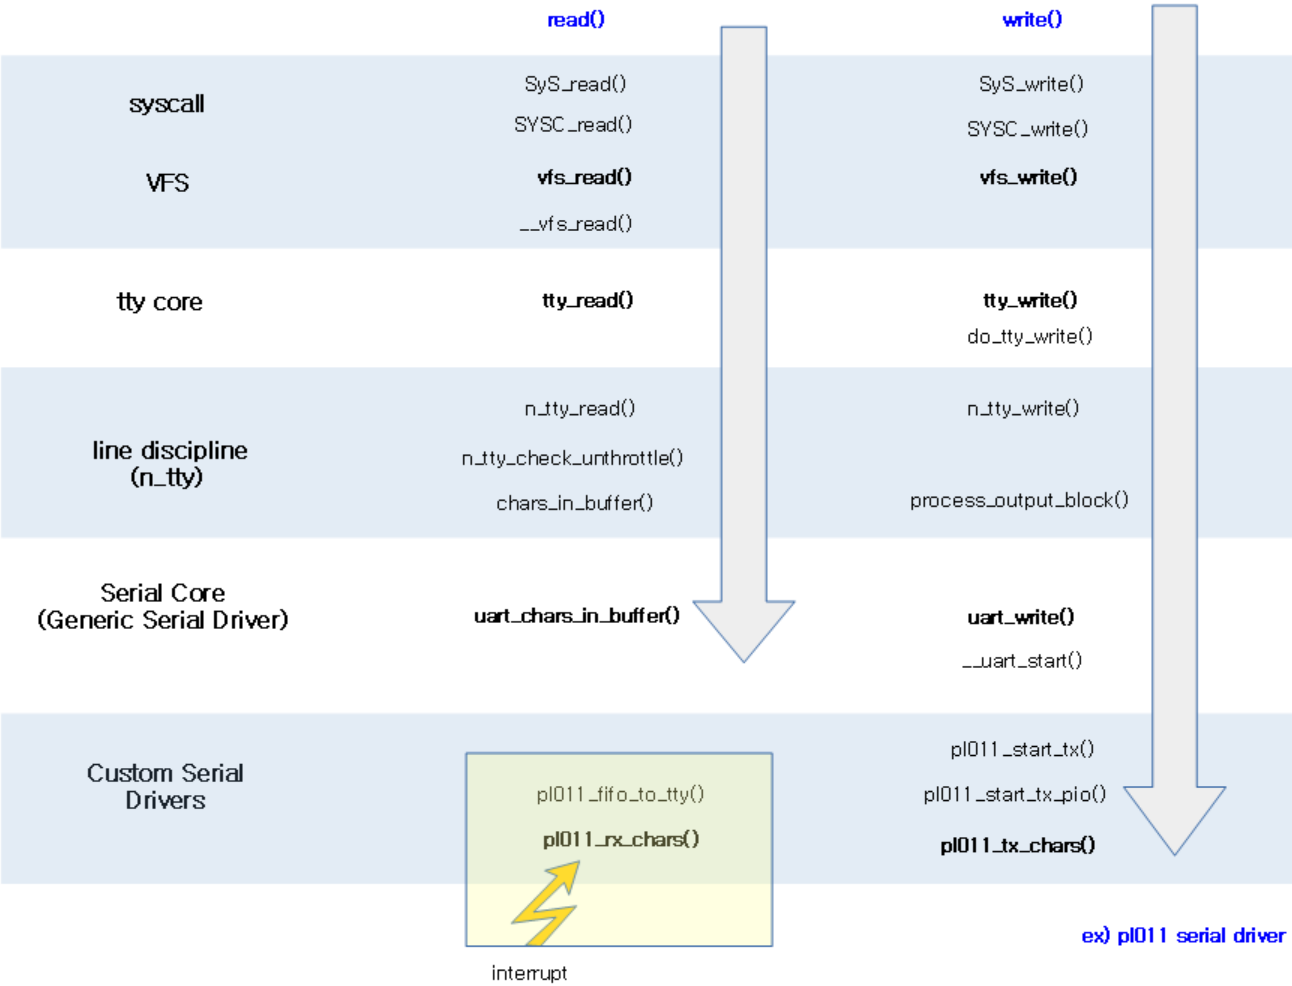 read() write()
syscall SyS_read() SyS_write()
SYSC_read() SYSC_write()
VFS vfs_read() vfs_write()
__vfs_read()
tty core tty_read() tty_write()
do_tty_write()
n_tty_read() n_tty_write()
line discipline
(n_tty)
n_tty_check_unthrottle()
chars_in_buffer() process_output_block()
Serial Core
(Generic Serial Driver)
uart_chars_in_buffer() uart_write()
__uart_start()
Custom Serial
Drivers
pl011_start_tx()
pl011_fifo_to_tty() pl011_start_tx_pio()
pl011_rx_chars() pl011_tx_chars()
ex) pl011 serial driver
interrupt